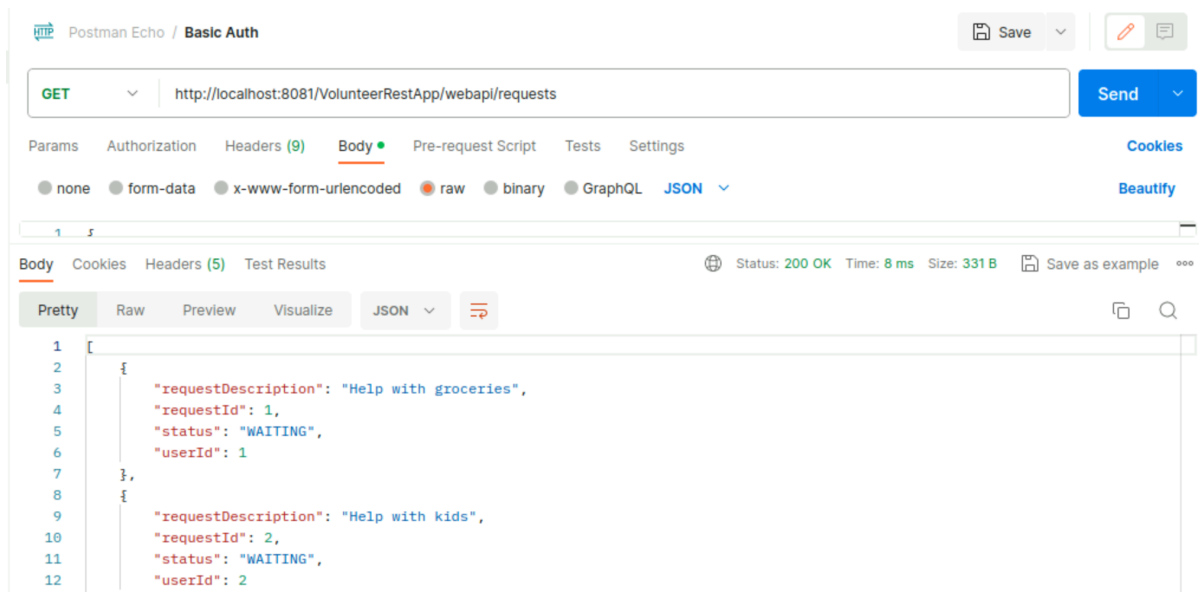 HTTP Postman Echo / Basic Auth Save
GET http://localhost:8081/VolunteerRestApp/webapi/requests Send
Params Authorization Headers (9) Body Pre-request Script Tests Settings Cookies
none form-data x-www-form-urlencoded raw binary GraphQL JSON Beautify
1 {
Body Cookies Headers (5) Test Results Status: 200 OK Time: 8 ms Size: 331 B Save as example
Pretty Raw Preview Visualize JSON
1 [
2 {
3 "requestDescription": "Help with groceries",
4 "requestId": 1,
5 "status": "WAITING",
6 "userId": 1
7 },
8 {
9 "requestDescription": "Help with kids",
10 "requestId": 2,
11 "status": "WAITING",
12 "userId": 2